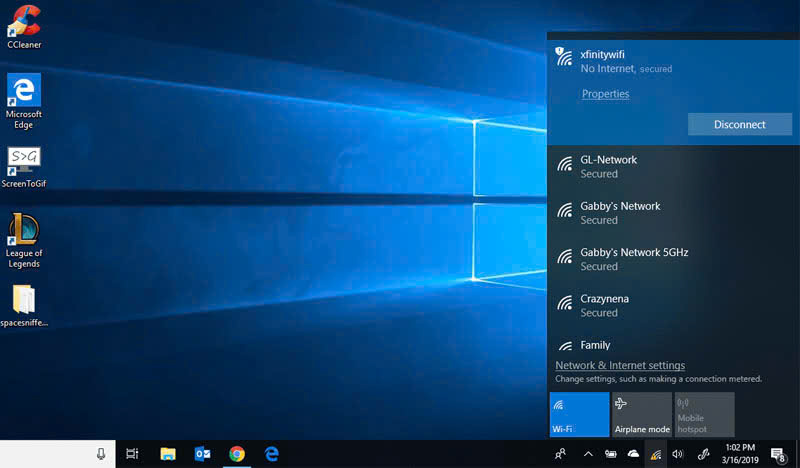 CCleaner
Microsoft
Edge
S>G
ScreenToGif
League of
Legends
spacesniffe...
xfinitywifi
No Internet, secured
Properties
Disconnect
GL-Network
Secured
Gabby's Network
Secured
Gabby's Network 5GHz
Secured
Crazynena
Secured
Family
Network & Internet settings
Change settings, such as making a connection metered.
Wi-Fi
Airplane mode
Mobile
hotspot
1:02 PM
3/16/2019
8